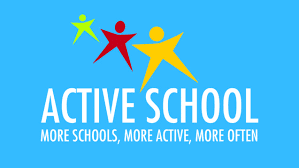 ACTIVE SCHOOL
MORE SCHOOLS, MORE ACTIVE, MORE OFTEN